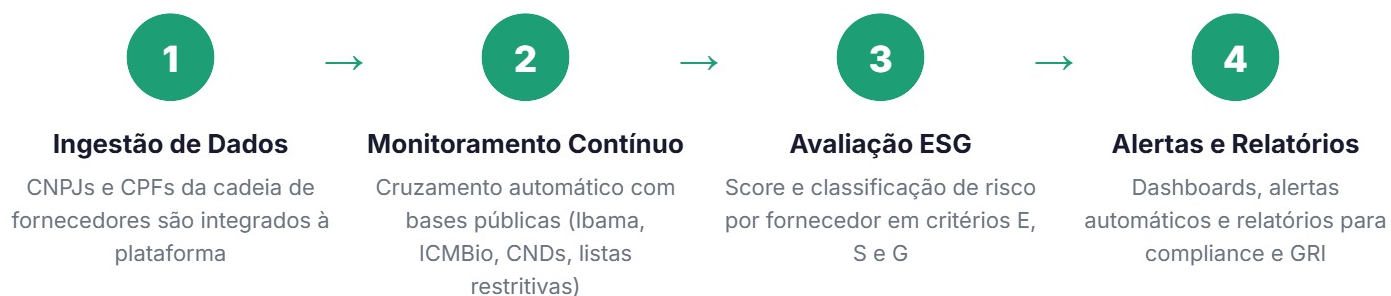 1
→
2
→
3
→
4
Ingestão de Dados
CNPJs e CPFs da cadeia de
fornecedores são integrados à
plataforma
Monitoramento Contínuo
Cruzamento automático com
bases públicas (Ibama,
ICMBio, CNDs, listas
restritivas)
Avaliação ESG
Score e classificação de risco
por fornecedor em critérios E,
S e G
Alertas e Relatórios
Dashboards, alertas
automáticos e relatórios para
compliance e GRI